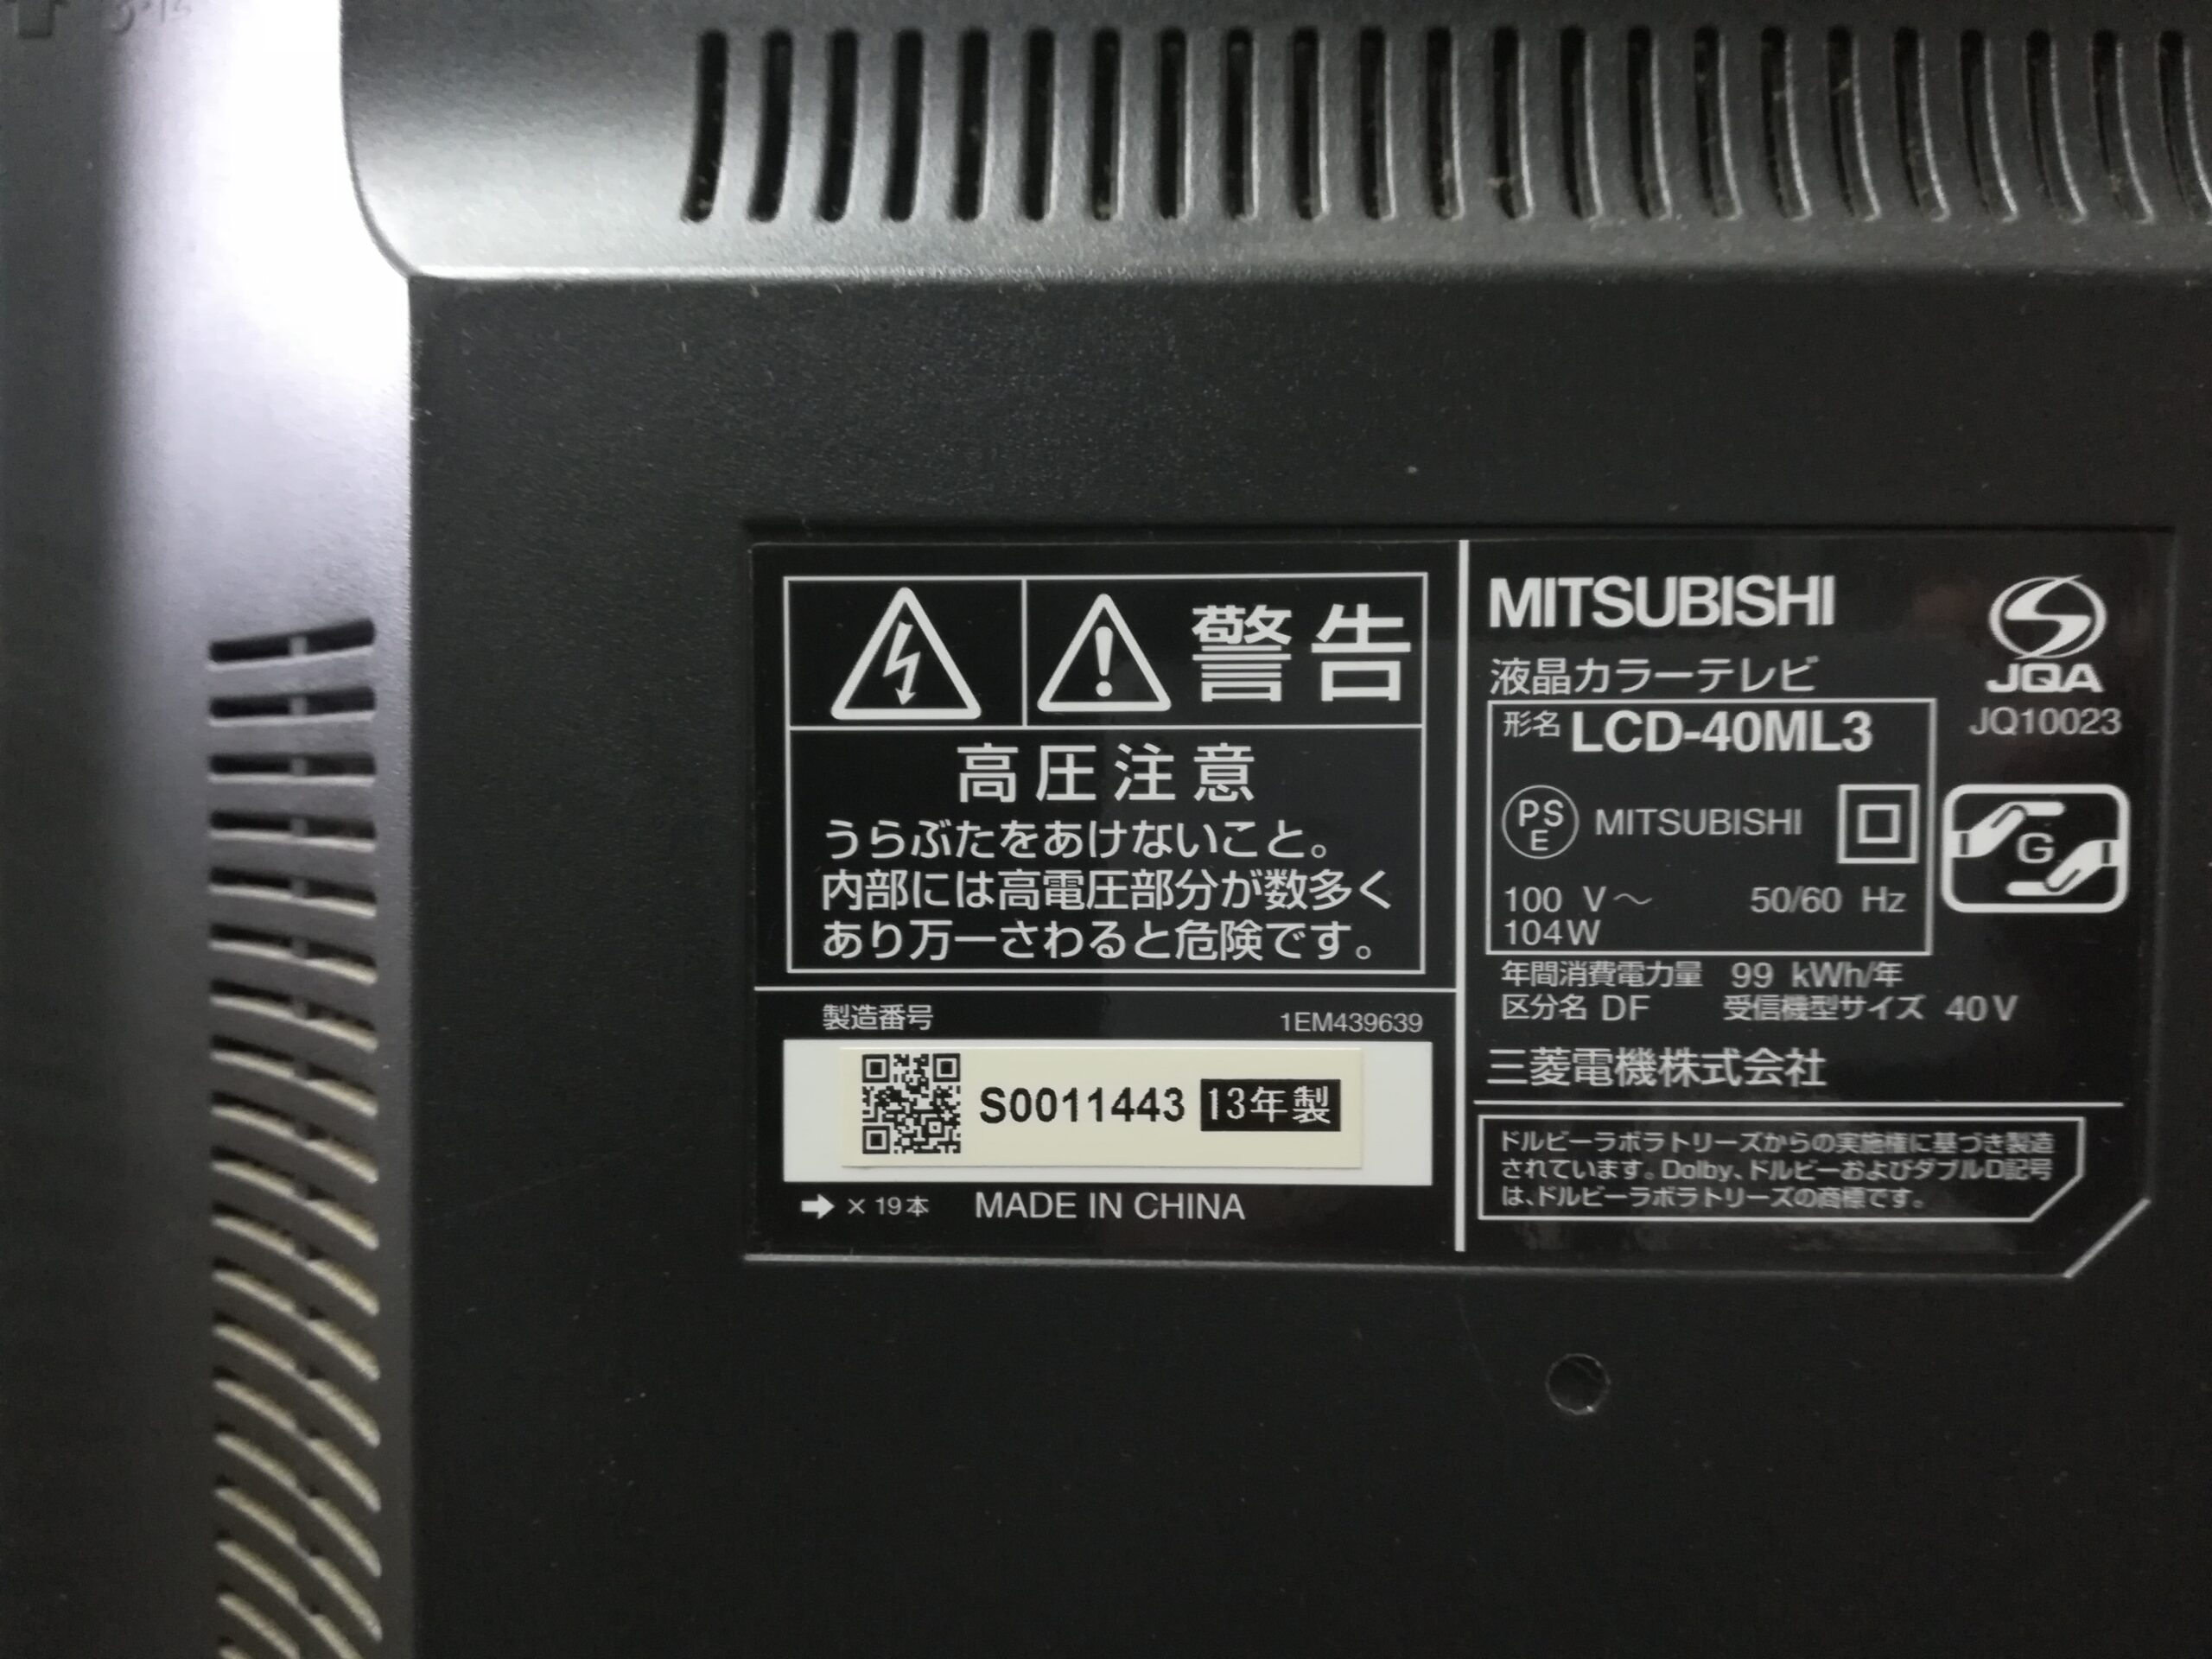 警告
高圧注意
うらぶたをあけないこと。
内部には高電圧部分が数多く
あり万一さわると危険です。
製造番号 1EM439639
S0011443 13年製
➡ × 19本 MADE IN CHINA
MITSUBISHI
液晶カラーテレビ
形名 LCD-40ML3
PS
E
MITSUBISHI
100 V～ 50/60 Hz
104W
年間消費電力量 99 kWh/年
区分名 DF 受信機型サイズ 40V
三菱電機株式会社
JQA
JQ10023
G
ドルビーラボラトリーズからの実施権に基づき製造
されています。Dolby、ドルビーおよびダブルD記号
は、ドルビーラボラトリーズの商標です。